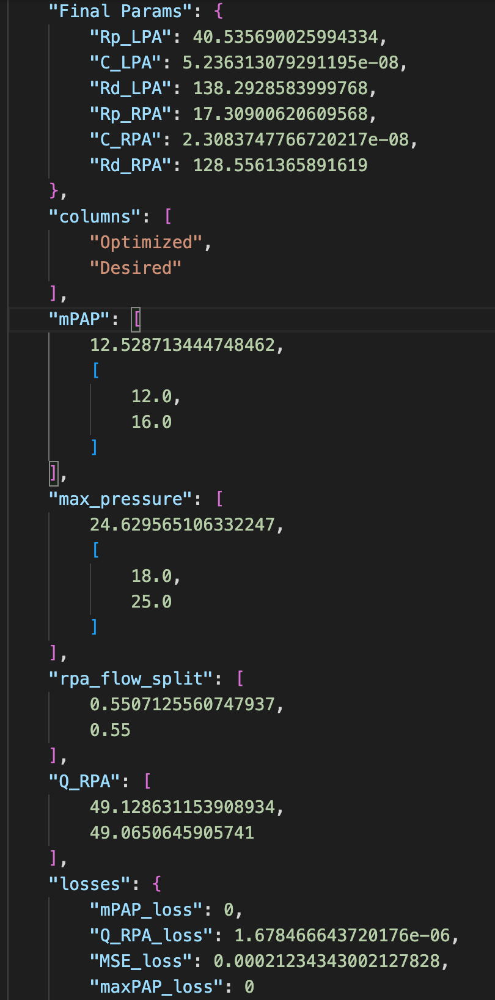 "Final Params": {
"Rp_LPA": 40.535690025994334,
"C_LPA": 5.236313079291195e-08,
"Rd_LPA": 138.2928583999768,
"Rp_RPA": 17.30900620609568,
"C_RPA": 2.3083747766720217e-08,
"Rd_RPA": 128.5561365891619
},
"columns": [
"Optimized",
"Desired"
],
"mPAP": [
12.528713444748462,
[
12.0,
16.0
]
],
"max_pressure": [
24.629565106332247,
[
18.0,
25.0
]
],
"rpa_flow_split": [
0.5507125560747937,
0.55
],
"Q_RPA": [
49.128631153908934,
49.0650645905741
],
"losses": {
"mPAP_loss": 0,
"Q_RPA_loss": 1.678466643720176e-06,
"MSE_loss": 0.00021234343002127828,
"maxPAP_loss": 0